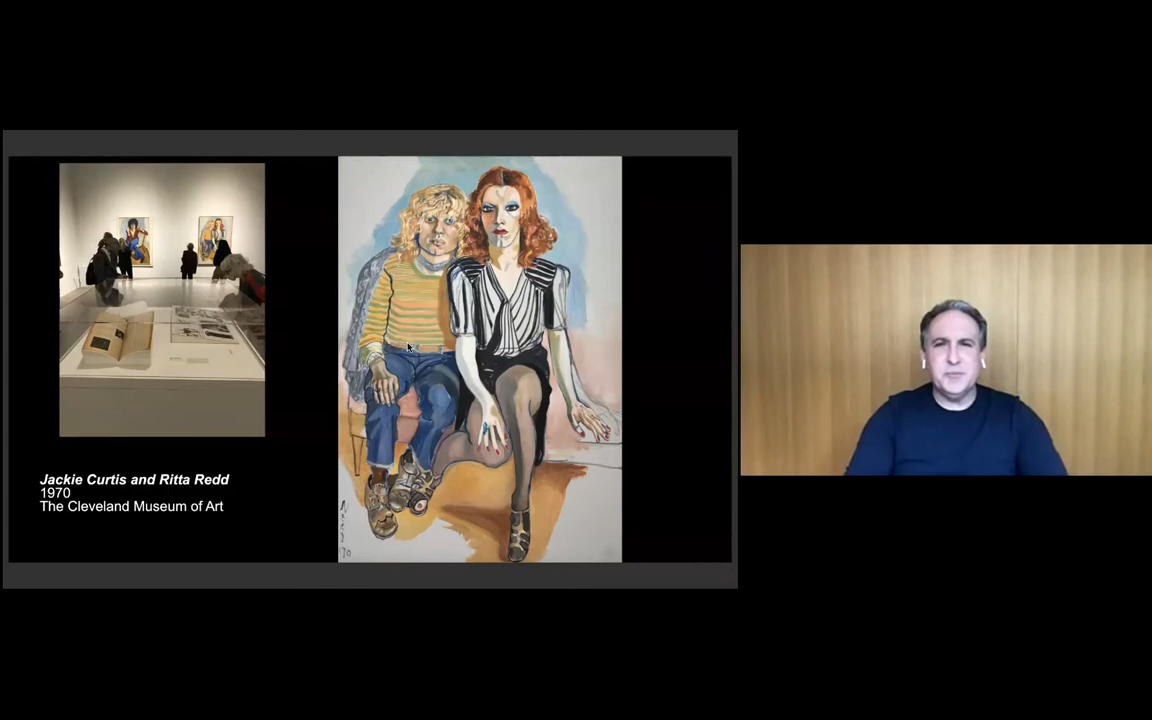 Jackie Curtis and Ritta Redd
1970
The Cleveland Museum of Art